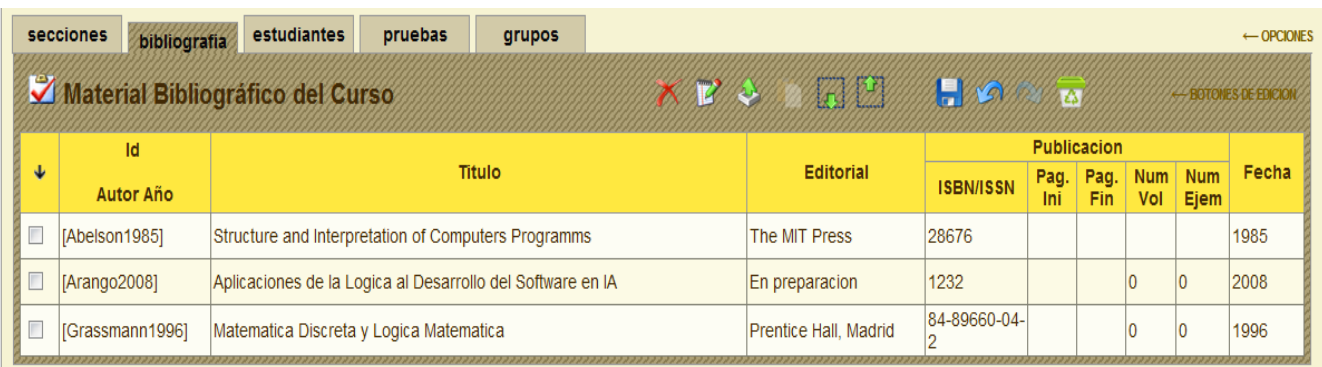 secciones bibliografia estudiantes pruebas grupos ← OPCIONES
Material Bibliográfico del Curso ← BOTONES DE EDICION
Id
Autor Año
Titulo
Editorial
Publicacion
ISBN/ISSN
Pag. Ini
Pag. Fin
Num Vol
Num Ejem
Fecha
[Abelson1985] Structure and Interpretation of Computers Programms The MIT Press 28676 1985
[Arango2008] Aplicaciones de la Logica al Desarrollo del Software en IA En preparacion 1232 0 0 2008
[Grassmann1996] Matematica Discreta y Logica Matematica Prentice Hall, Madrid 84-89660-04-2 0 0 1996